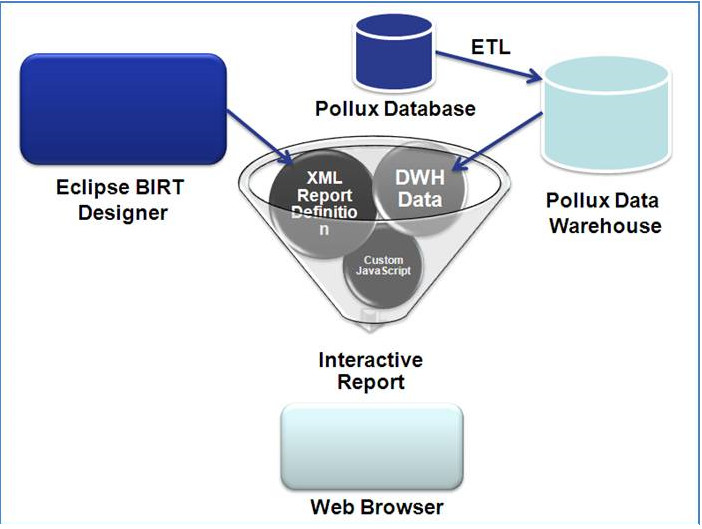 ETL
Pollux Database
Eclipse BIRT
Designer
XML
Report
Definitio
n
DWH
Data
Pollux Data
Warehouse
Custom
JavaScript
Interactive
Report
Web Browser